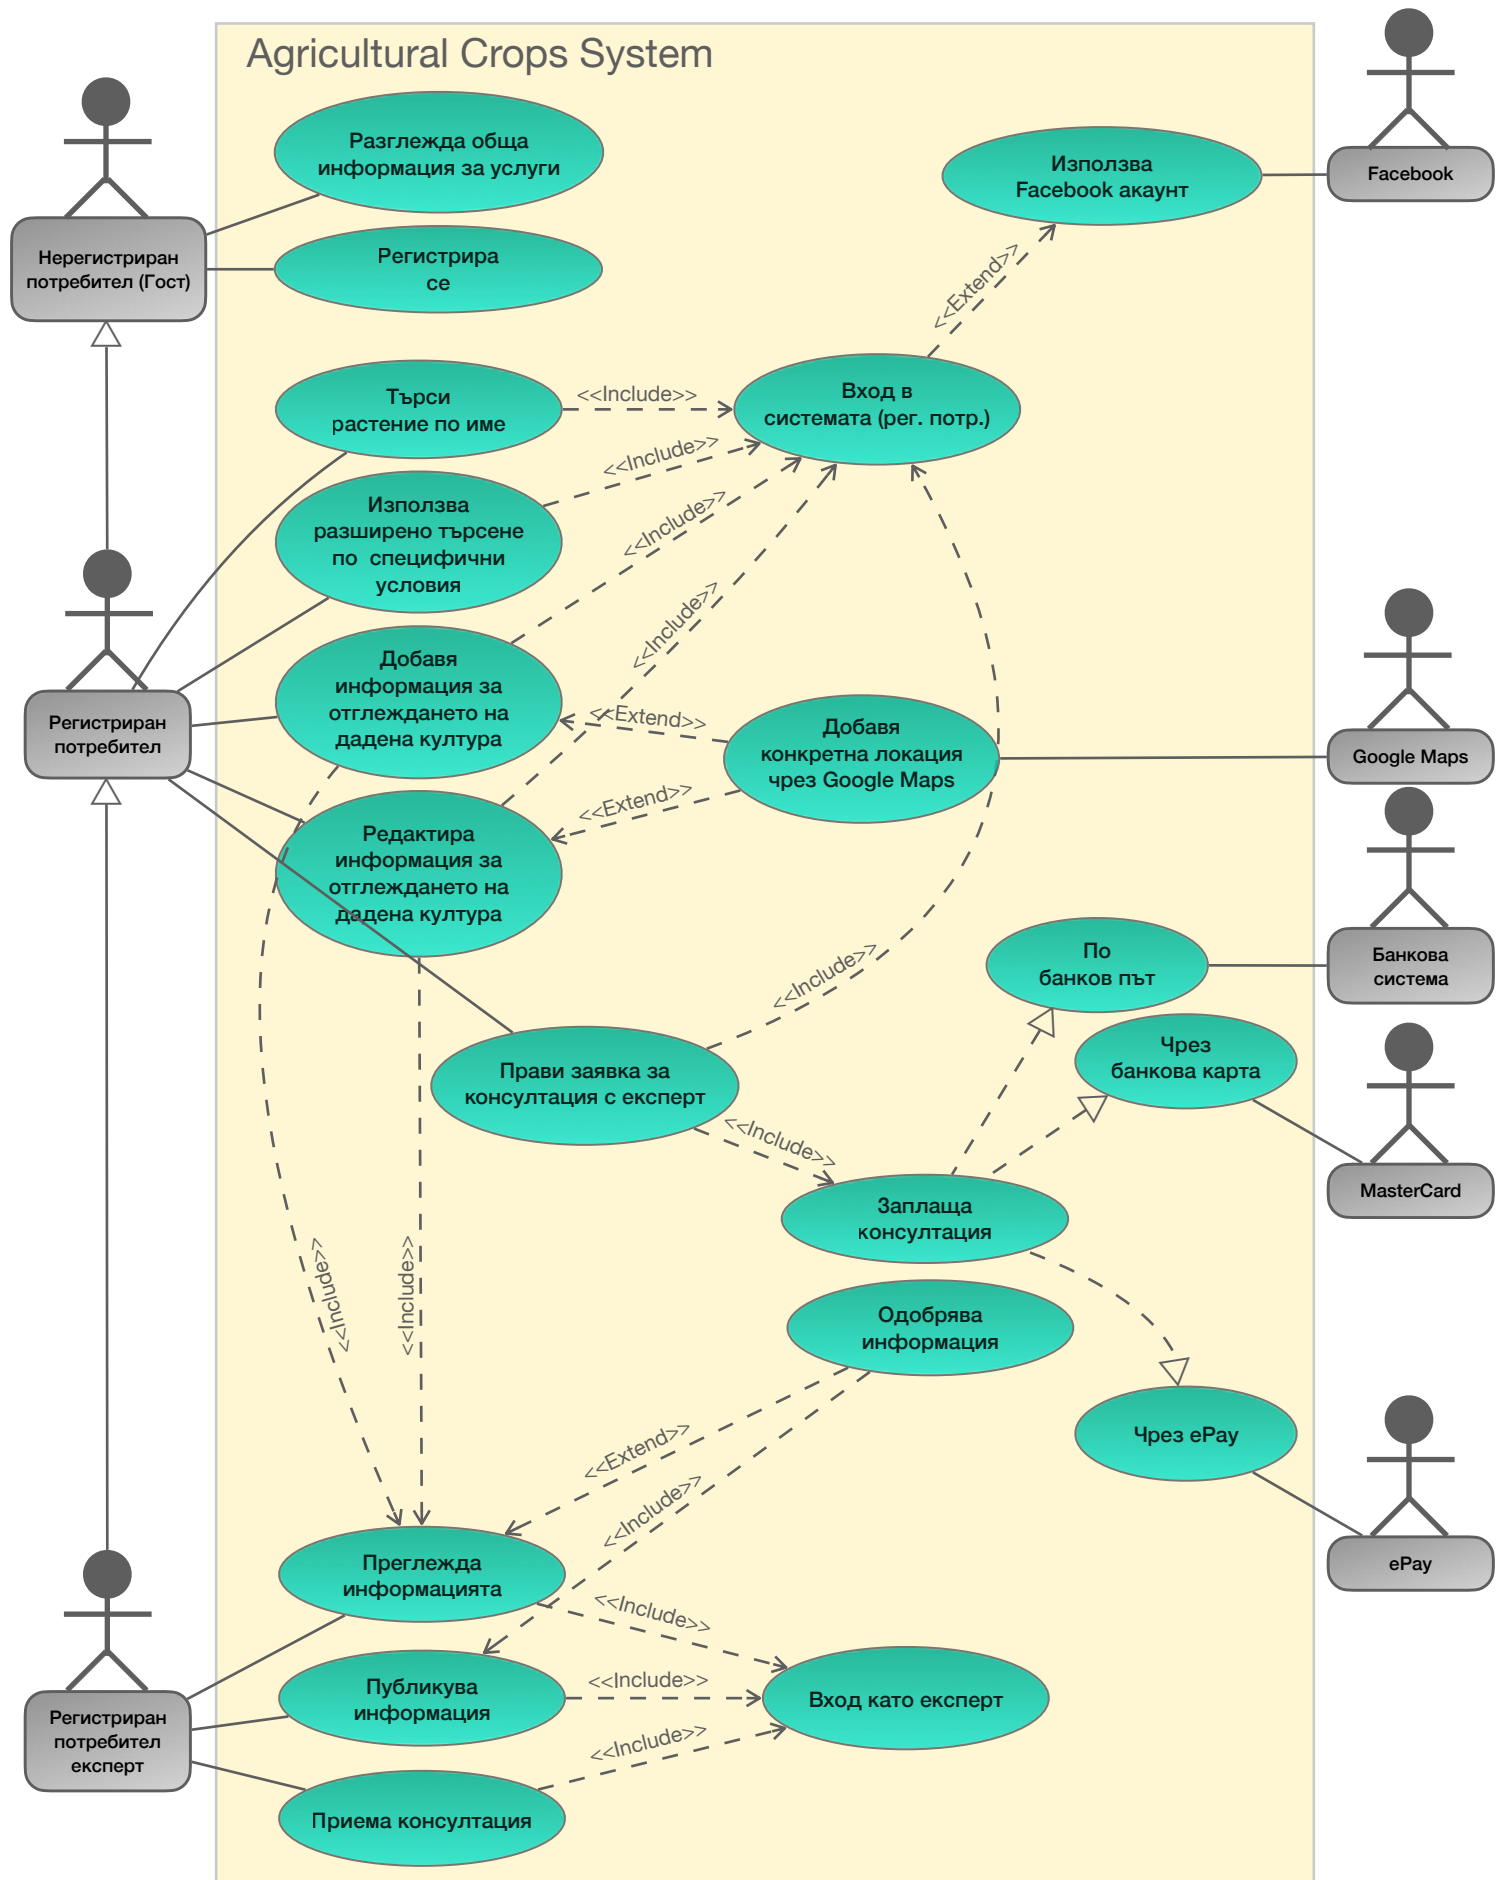 Agricultural Crops System
Разглежда обща
информация за услуги
Регистрира
се
Нерегистриран
потребител (Гост)
Използва
Facebook акаунт
Facebook
<<Extend>>
Търси
растение по име
<<Include>>
Вход в
системата (рег. потр.)
<<Include>>
Използва
разширено търсене
по  специфични
условия
<<Include>>
<<Include>>
Добавя
информация за
отглеждането на
дадена култура
Регистриран
потребител
<<Extend>>
Добавя
конкретна локация
чрез Google Maps
Google Maps
<<Extend>>
Редактира
информация за
отглеждането на
дадена култура
<<Include>>
По
банков път
Банкова
система
Чрез
банкова карта
MasterCard
Прави заявка за
консултация с експерт
<<Include>>
Заплаща
консултация
<<Include>>
<<Include>>
Одобрява
информация
Чрез ePay
ePay
<<Extend>>
<<Include>>
Преглежда
информацията
<<Include>>
Публикува
информация
<<Include>>
Вход като експерт
Регистриран
потребител
експерт
<<Include>>
Приема консултация